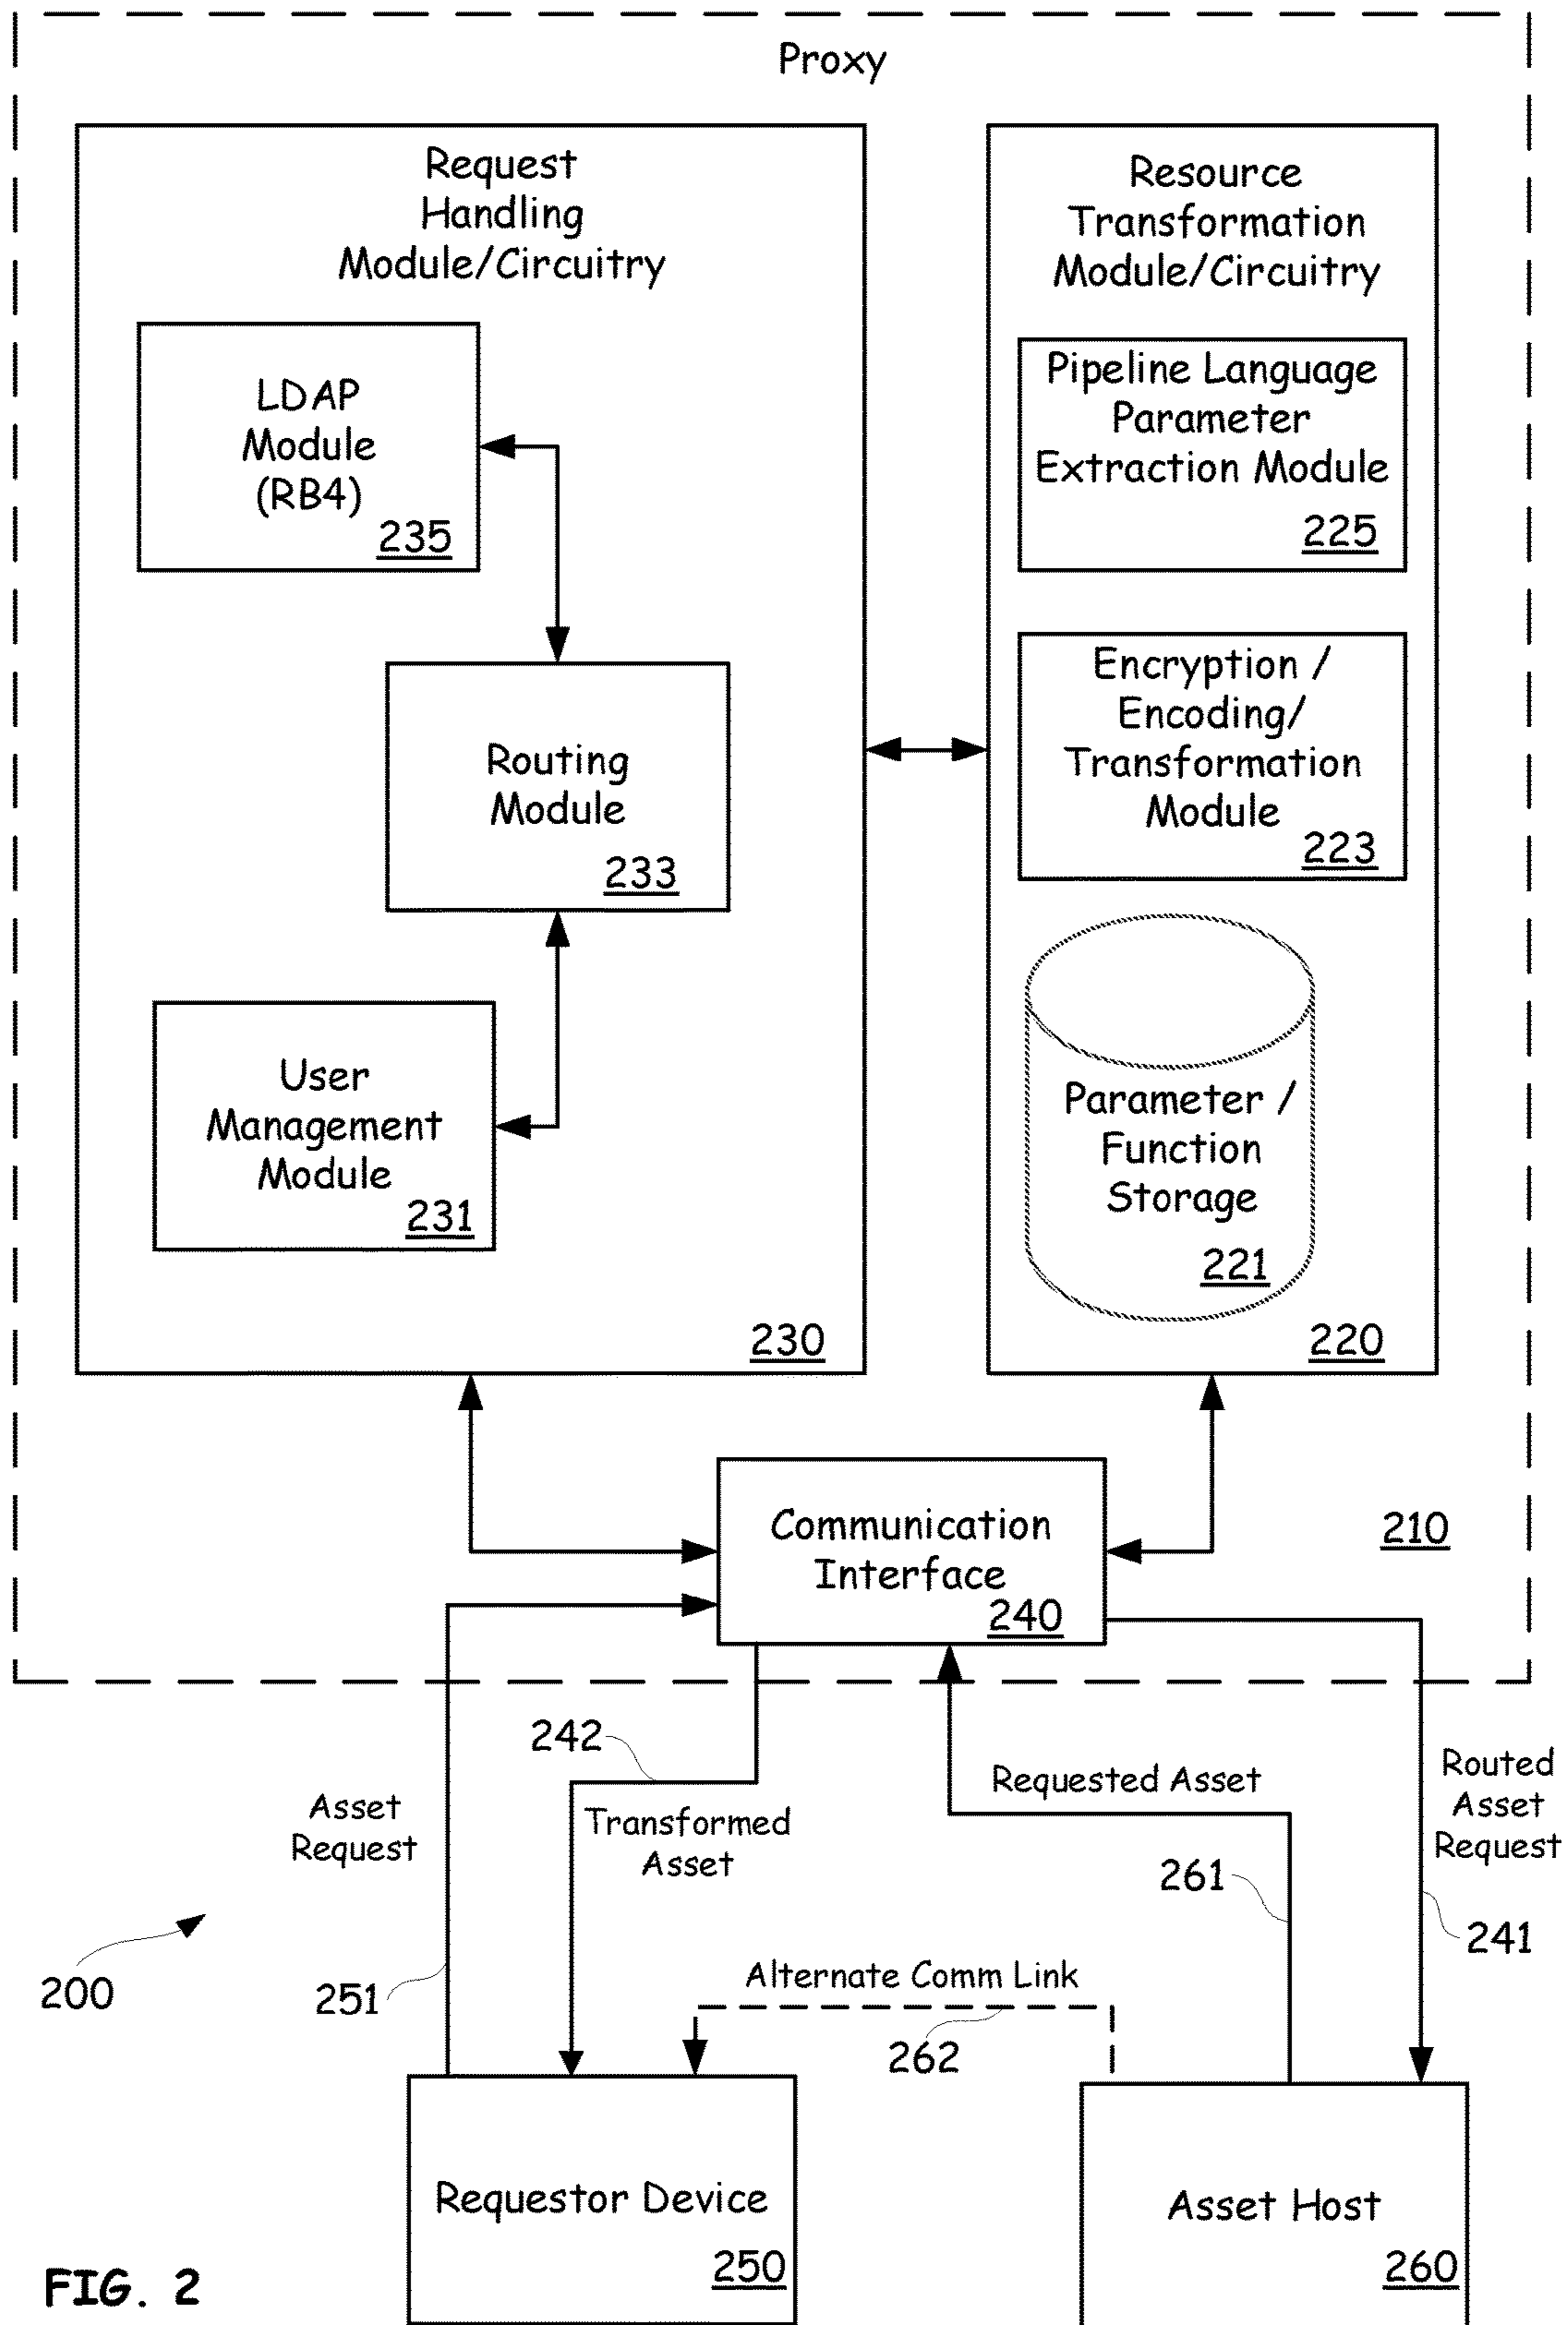 Proxy
Request
Handling
Module/Circuitry
LDAP
Module
(RB4)
235
Routing
Module
233
User
Management
Module
231
230
Resource
Transformation
Module/Circuitry
Pipeline Language
Parameter
Extraction Module
225
Encryption /
Encoding/
Transformation
Module
223
Parameter /
Function
Storage
221
220
Communication
Interface
240
210
242
Asset
Request
Transformed
Asset
Requested Asset
Routed
Asset
Request
261
241
200
251
Alternate Comm Link
262
Requestor Device
250
Asset Host
260
FIG. 2